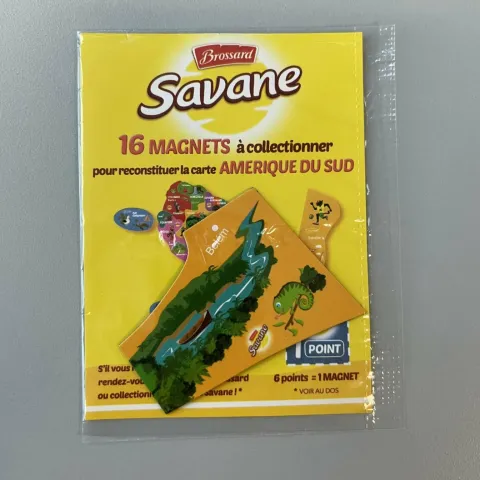 Brossard
Savane
16 MAGNETS à collectionner
pour reconstituer la carte AMERIQUE DU SUD
Belém
Savane
POINT
S'il vous
rendez-vous
ou collection
6 points = 1 MAGNET
* VOIR AU DOS